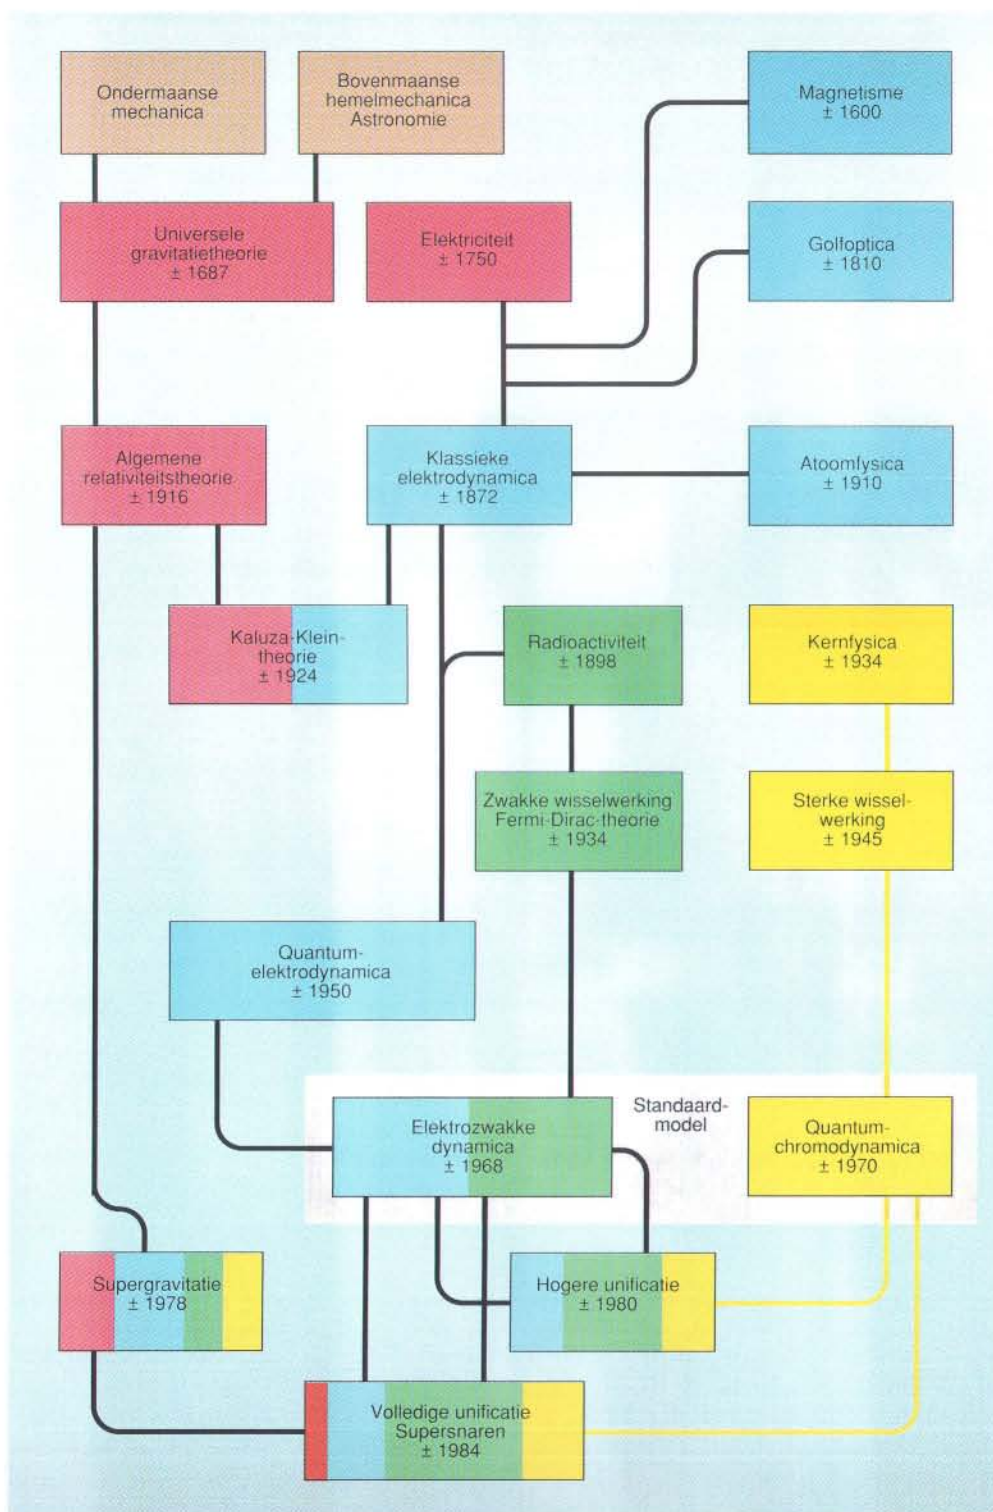 Ondermaanse
mechanica
Bovenmaanse
hemelmechanica
Astronomie
Magnetisme
± 1600
Universele
gravitatietheorie
± 1687
Elektriciteit
± 1750
Golfoptica
± 1810
Algemene
relativiteitstheorie
± 1916
Klassieke
elektrodynamica
± 1872
Atoomfysica
± 1910
Kaluza-Klein-
theorie
± 1924
Radioactiviteit
± 1898
Kernfysica
± 1934
Zwakke wisselwerking
Fermi-Dirac-theorie
± 1934
Sterke wissel-
werking
± 1945
Quantum-
elektrodynamica
± 1950
Elektrozwakke
dynamica
± 1968
Standaard-
model
Quantum-
chromodynamica
± 1970
Supergravitatie
± 1978
Hogere unificatie
± 1980
Volledige unificatie
Supersnaren
± 1984